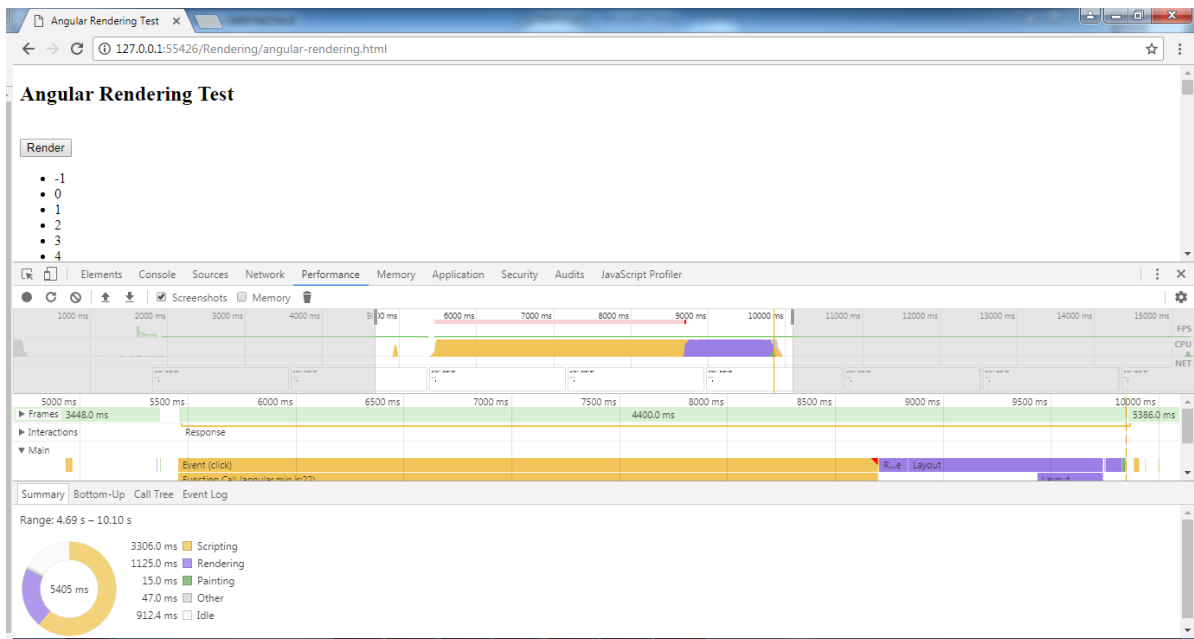 Angular Rendering Test
127.0.0.1:55426/Rendering/angular-rendering.html
Angular Rendering Test
Render
-1
0
1
2
3
4
Elements Console Sources Network Performance Memory Application Security Audits JavaScript Profiler
Screenshots Memory
1000 ms 2000 ms 3000 ms 4000 ms 6000 ms 7000 ms 8000 ms 9000 ms 10000 ms 11000 ms 12000 ms 13000 ms 14000 ms 15000 ms
FPS
CPU
NET
5000 ms 5500 ms 6000 ms 6500 ms 7000 ms 7500 ms 8000 ms 8500 ms 9000 ms 9500 ms 10000 ms
Frames 3448.0 ms 4400.0 ms 5386.0 ms
Interactions Response
Main
Event (click) R...e Layout
Function Call (angular.min.js:22) Layout
Summary Bottom-Up Call Tree Event Log
Range: 4.69 s – 10.10 s
3306.0 ms Scripting
1125.0 ms Rendering
5405 ms 15.0 ms Painting
47.0 ms Other
912.4 ms Idle